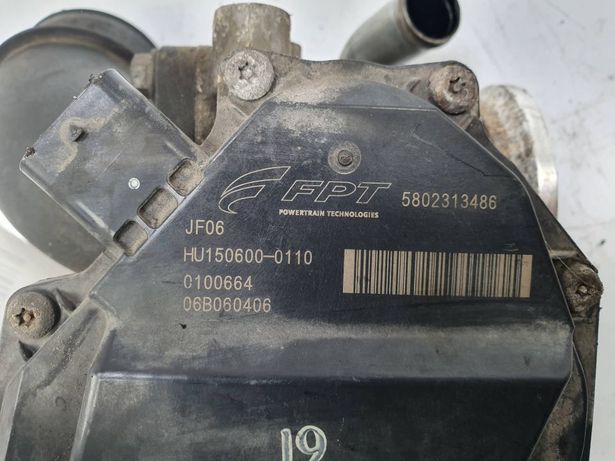 FPT 5802313486
POWERTRAIN TECHNOLOGIES
JF06
HU150600-0110
0100664
06B060406
19